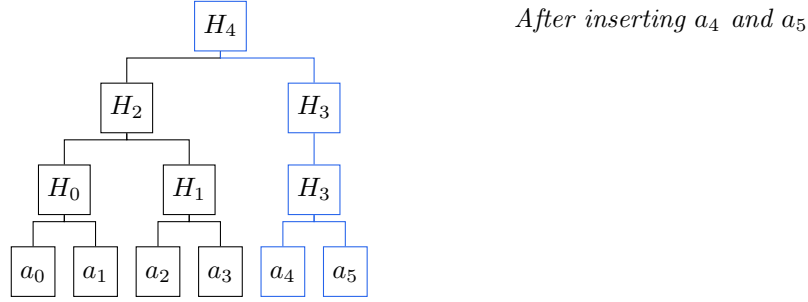 H₄ After inserting a₄ and a₅
H₂ H₃
H₀ H₁ H₃
a₀ a₁ a₂ a₃ a₄ a₅